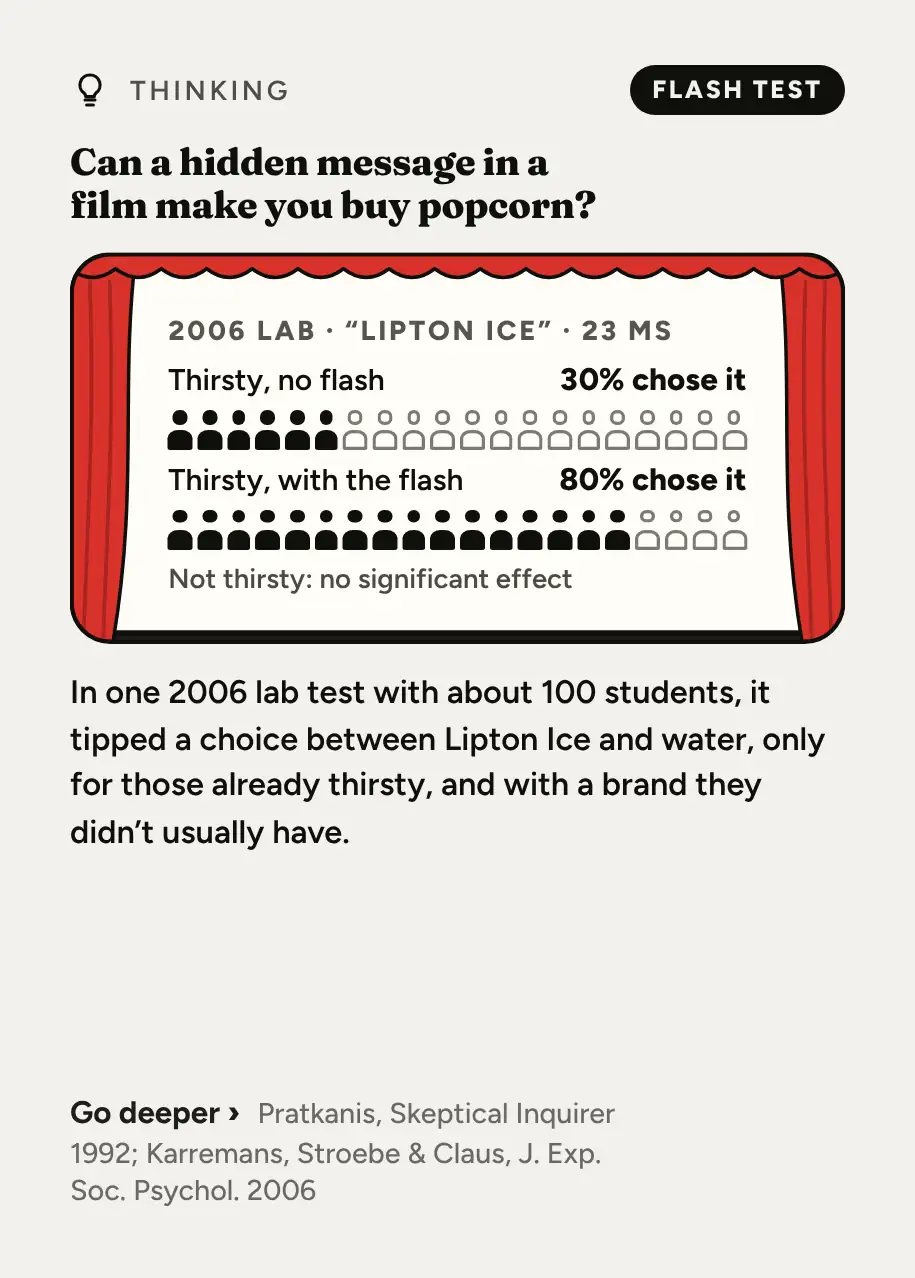 THINKING
FLASH TEST
Can a hidden message in a
film make you buy popcorn?
2006 LAB · “LIPTON ICE” · 23 MS
Thirsty, no flash 30% chose it
Thirsty, with the flash 80% chose it
Not thirsty: no significant effect
In one 2006 lab test with about 100 students, it
tipped a choice between Lipton Ice and water, only
for those already thirsty, and with a brand they
didn’t usually have.
Go deeper › Pratkanis, Skeptical Inquirer
1992; Karremans, Stroebe & Claus, J. Exp.
Soc. Psychol. 2006